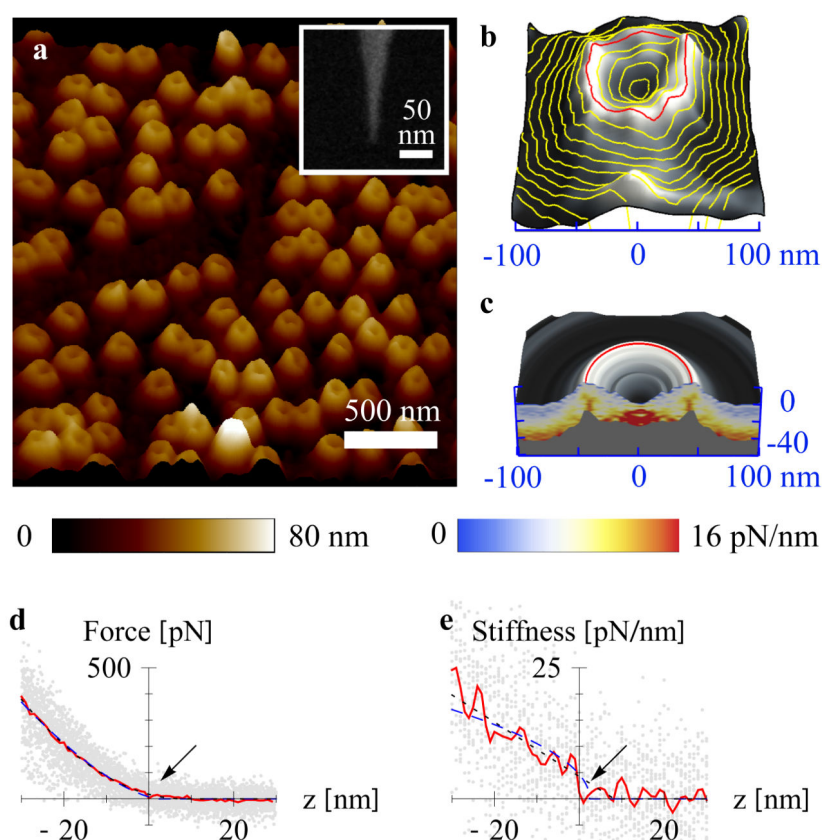 a
50
nm
500 nm
b
-100 0 100 nm
c
0
-40
-100 0 100 nm
0 80 nm
0 16 pN/nm
d Force [pN]
500
z [nm]
- 20 20
e Stiffness [pN/nm]
25
z [nm]
- 20 20